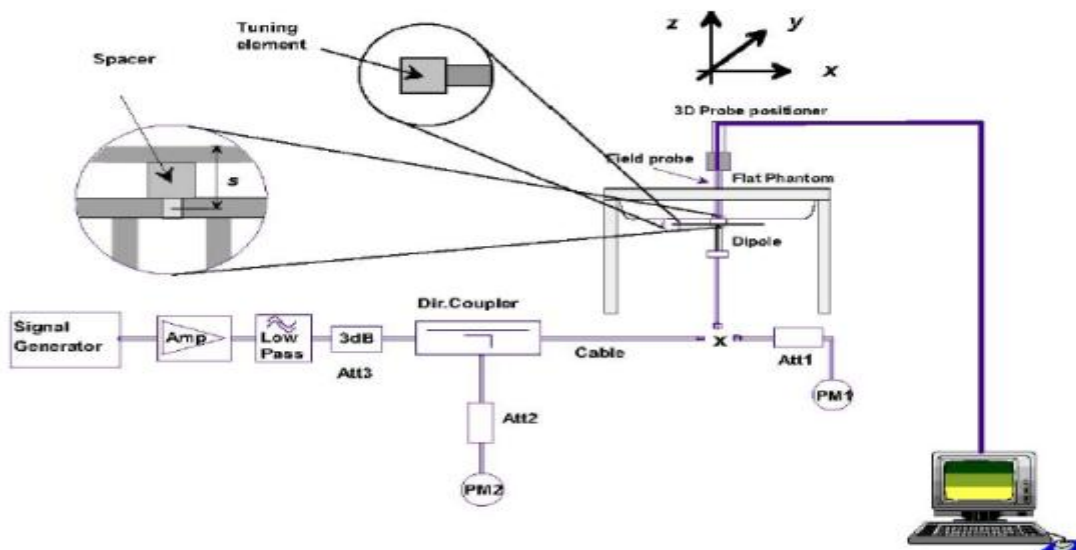 Tuning
element
Spacer
s
z
y
x
3D Probe positioner
Field probe
Flat Phantom
Dipole
Signal
Generator
Amp
Low
Pass
3dB
Att3
Dir.Coupler
Cable
x
Att1
PM1
Att2
PM2